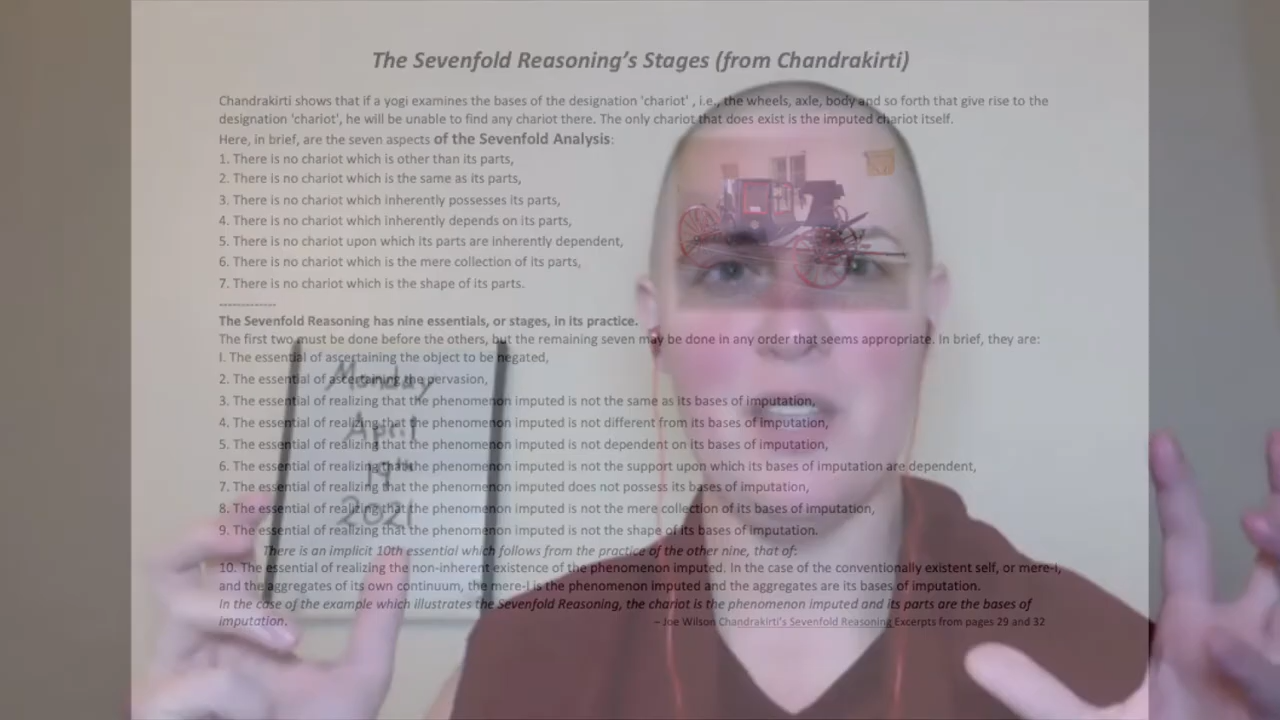 The Sevenfold Reasoning's Stages (from Chandrakirti)
Chandrakirti shows that if a yogi examines the bases of the designation 'chariot' , i.e., the wheels, axle, body and so forth that give rise to the
designation 'chariot', he will be unable to find any chariot there. The only chariot that does exist is the imputed chariot itself.
Here, in brief, are the seven aspects of the Sevenfold Analysis:
1. There is no chariot which is other than its parts,
2. There is no chariot which is the same as its parts,
3. There is no chariot which inherently possesses its parts,
4. There is no chariot which inherently depends on its parts,
5. There is no chariot upon which its parts are inherently dependent,
6. There is no chariot which is the mere collection of its parts,
7. There is no chariot which is the shape of its parts.
-------------
The Sevenfold Reasoning has nine essentials, or stages, in its practice.
The first two must be done before the others, but the remaining seven may be done in any order that seems appropriate. In brief, they are:
I. The essential of ascertaining the object to be negated,
2. The essential of ascertaining the pervasion,
3. The essential of realizing that the phenomenon imputed is not the same as its bases of imputation,
4. The essential of realizing that the phenomenon imputed is not different from its bases of imputation,
5. The essential of realizing that the phenomenon imputed is not dependent on its bases of imputation,
6. The essential of realizing that the phenomenon imputed is not the support upon which its bases of imputation are dependent,
7. The essential of realizing that the phenomenon imputed does not possess its bases of imputation,
8. The essential of realizing that the phenomenon imputed is not the mere collection of its bases of imputation,
9. The essential of realizing that the phenomenon imputed is not the shape of its bases of imputation.
There is an implicit 10th essential which follows from the practice of the other nine, that of:
10. The essential of realizing the non-inherent existence of the phenomenon imputed. In the case of the conventionally existent self, or mere-I,
and the aggregates of its own continuum, the mere-I is the phenomenon imputed and the aggregates are its bases of imputation.
In the case of the example which illustrates the Sevenfold Reasoning, the chariot is the phenomenon imputed and its parts are the bases of
imputation.
– Joe Wilson Chandrakirti's Sevenfold Reasoning Excerpts from pages 29 and 32
Monday
April
19th
2021